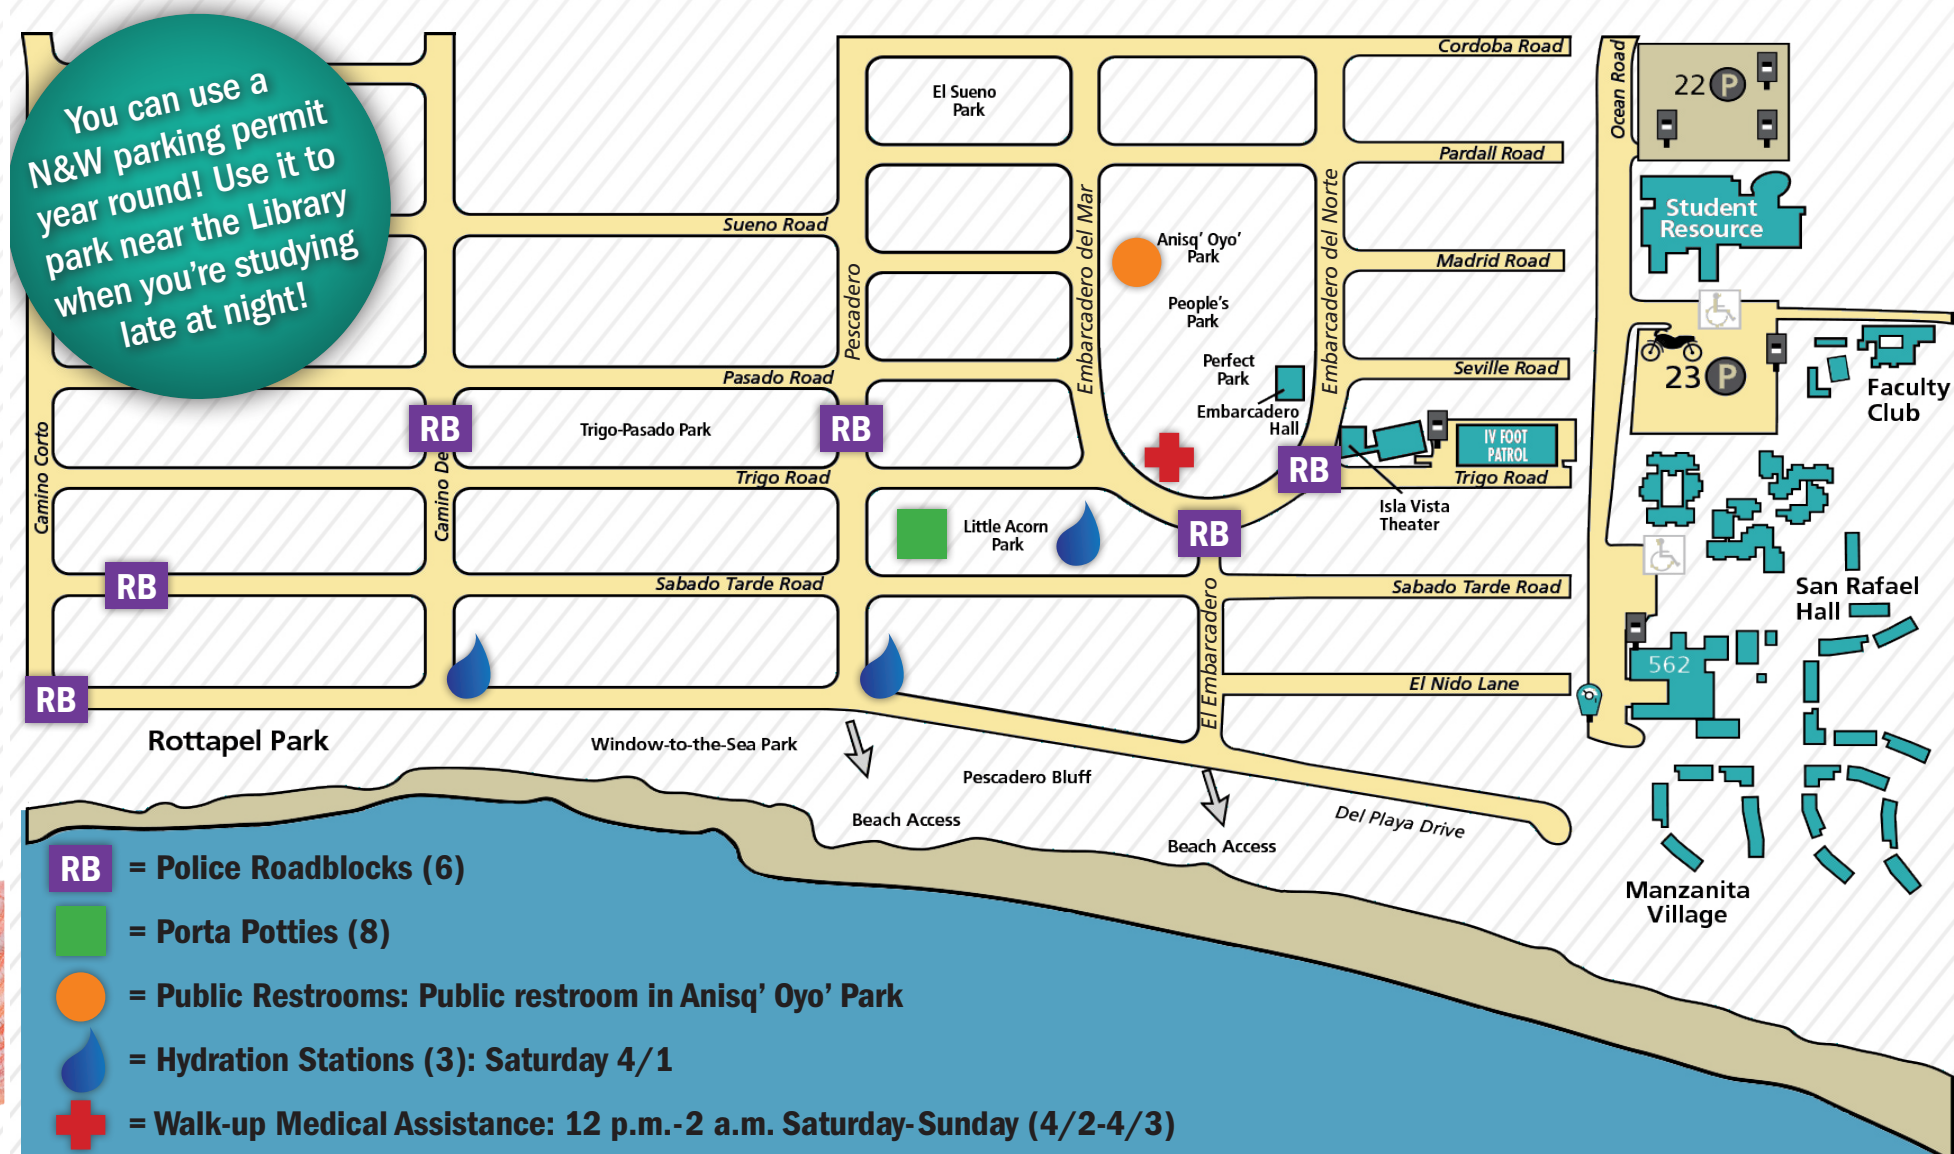 You can use a
N&W parking permit
year round! Use it to
park near the Library
when you're studying
late at night!
Cordoba Road
Ocean Road
22 P
El Sueno
Park
Pardall Road
Student
Resource
Sueno Road
Embarcadero del Mar
Embarcadero del Norte
Anisq' Oyo'
Park
Madrid Road
Pescadero
People's
Park
Perfect
Park
Seville Road
23 P
Faculty
Club
Pasado Road
Embarcadero
Hall
Camino Corto
RB
Trigo-Pasado Park
RB
Camino De
IV FOOT
PATROL
RB
Trigo Road
Trigo Road
Isla Vista
Theater
Little Acorn
Park
RB
RB
Sabado Tarde Road
Sabado Tarde Road
San Rafael
Hall
El Embarcadero
562
El Nido Lane
RB
Rottapel Park
Window-to-the-Sea Park
Pescadero Bluff
Beach Access
Del Playa Drive
Beach Access
Manzanita
Village
RB = Police Roadblocks (6)
= Porta Potties (8)
= Public Restrooms: Public restroom in Anisq' Oyo' Park
= Hydration Stations (3): Saturday 4/1
= Walk-up Medical Assistance: 12 p.m.-2 a.m. Saturday-Sunday (4/2-4/3)